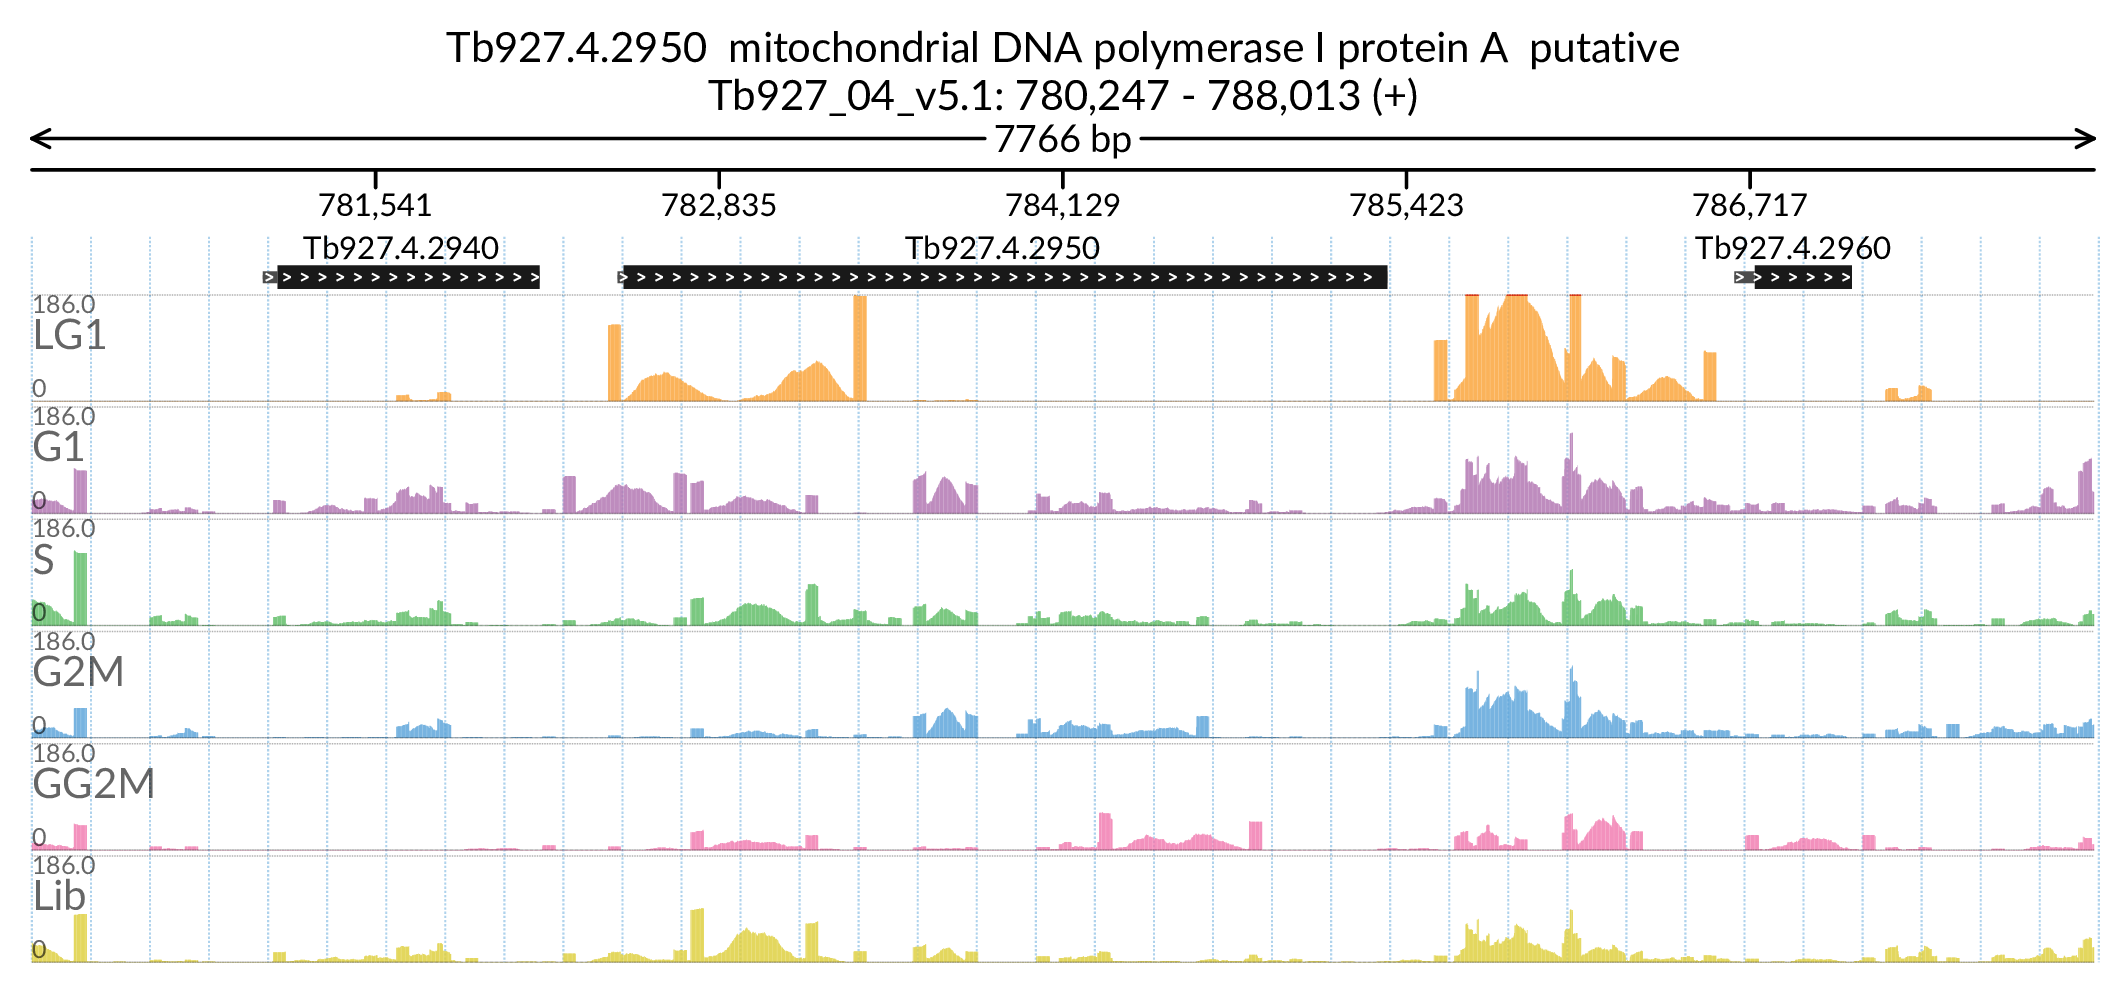 Tb927.4.2950 mitochondrial DNA polymerase I protein A putative
Tb927_04_v5.1: 780,247 - 788,013 (+)
7766 bp
781,541 782,835 784,129 785,423 786,717
Tb927.4.2940 Tb927.4.2950 Tb927.4.2960
186.0
LG1
0
186.0
G1
0
186.0
S
0
186.0
G2M
0
186.0
GG2M
0
186.0
Lib
0